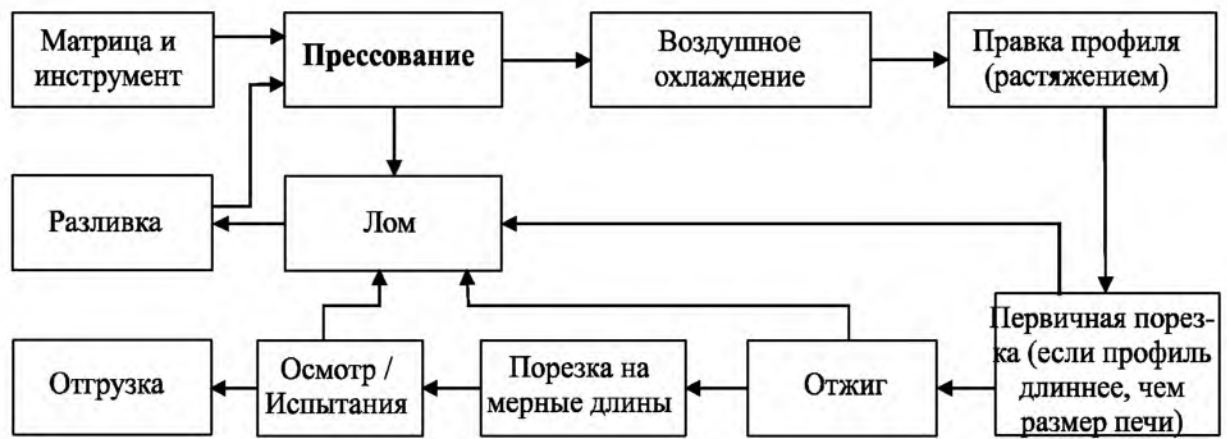 Матрица и
инструмент
Прессование
Воздушное
охлаждение
Правка профиля
(растяжением)
Разливка
Лом
Отгрузка
Осмотр /
Испытания
Порезка на
мерные длины
Отжиг
Первичная порез-
ка (если профиль
длиннее, чем
размер печи)